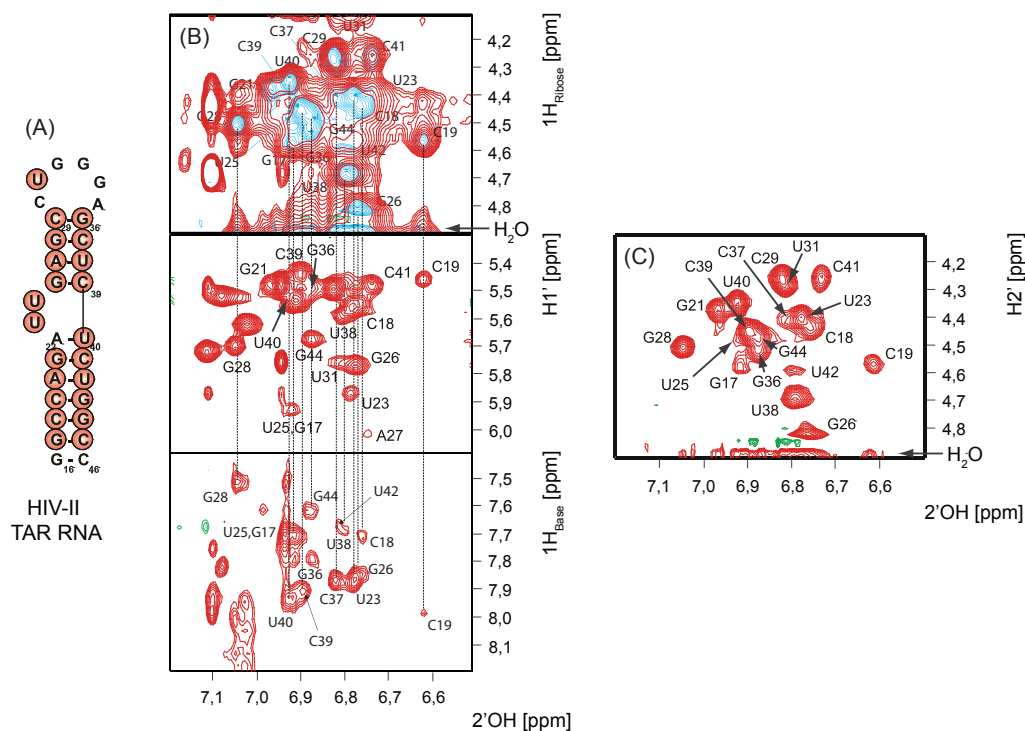 (A)
G G
U G
C A
C G
29 36
G C
A U
G C
39
U
U
A U
40
G C
A U
C G
C G
G C
G C
16 46
HIV-II
TAR RNA
(B)
U31
C37
C29
C41
C39
U40
U23
G21
G28
C18
G44
C19
U25
G17
G36
U42
U38
G26
H2O
4,2
4,3
4,4
4,5
4,6
4,7
4,8
1H Ribose [ppm]
C39
G36
G21
C41
C19
U40
U38
C18
G44
G28
U31
G26
U23
U25,G17
A27
5,4
5,5
5,6
5,7
5,8
5,9
6,0
H1' [ppm]
G28
G44
U42
U25,G17
U38
C18
G36
G26
C37
U23
U40
C39
C19
7,5
7,6
7,7
7,8
7,9
8,0
8,1
1H Base [ppm]
7,1 7,0 6,9 6,8 6,7 6,6
2'OH [ppm]
(C)
C37
C29
U31
C41
C39
U40
G21
U23
C18
G28
G44
C19
U25
G17
G36
U42
U38
G26
H2O
4,2
4,3
4,4
4,5
4,6
4,7
4,8
H2' [ppm]
7,1 7,0 6,9 6,8 6,7 6,6
2'OH [ppm]